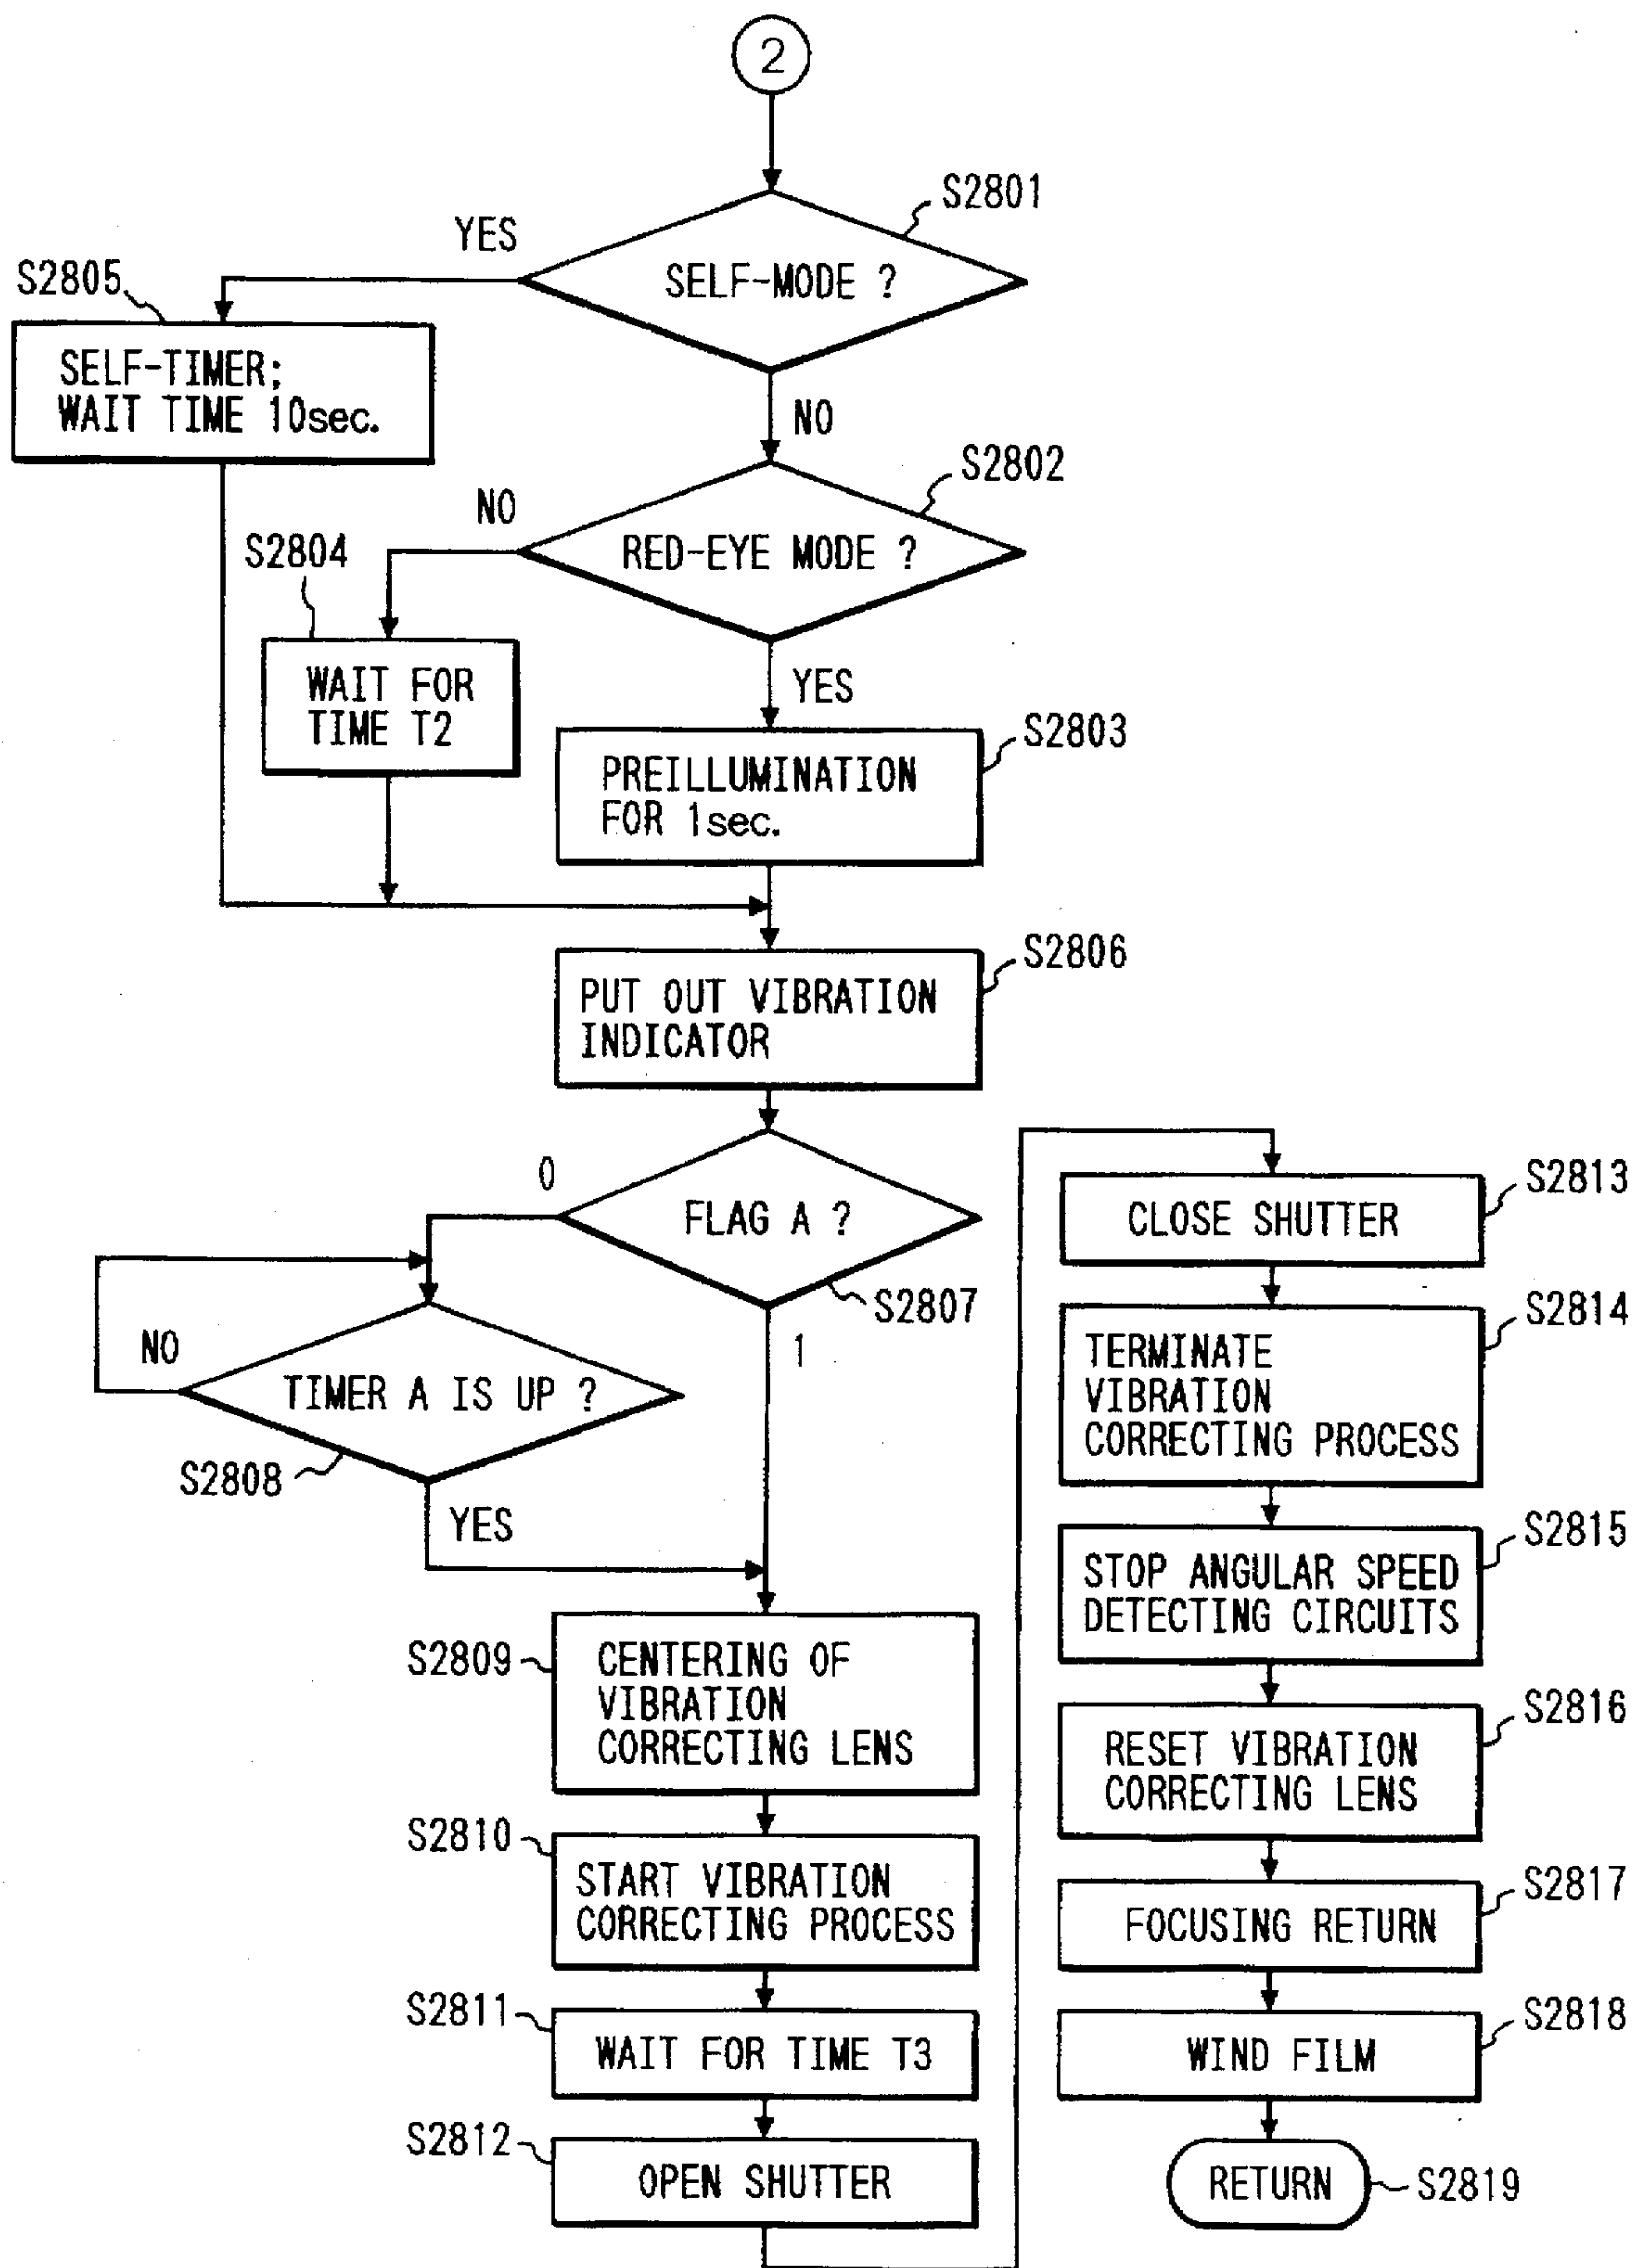 2
S2801
YES
SELF-MODE ?
S2805
SELF-TIMER;
WAIT TIME 10sec.
NO
S2802
NO
RED-EYE MODE ?
S2804
WAIT FOR
TIME T2
YES
S2803
PREILLUMINATION
FOR 1sec.
S2806
PUT OUT VIBRATION
INDICATOR
0
FLAG A ?
S2807
1
NO
TIMER A IS UP ?
S2808
YES
S2809
CENTERING OF
VIBRATION
CORRECTING LENS
S2810
START VIBRATION
CORRECTING PROCESS
S2811
WAIT FOR TIME T3
S2812
OPEN SHUTTER
S2813
CLOSE SHUTTER
S2814
TERMINATE
VIBRATION
CORRECTING PROCESS
S2815
STOP ANGULAR SPEED
DETECTING CIRCUITS
S2816
RESET VIBRATION
CORRECTING LENS
S2817
FOCUSING RETURN
S2818
WIND FILM
RETURN
S2819